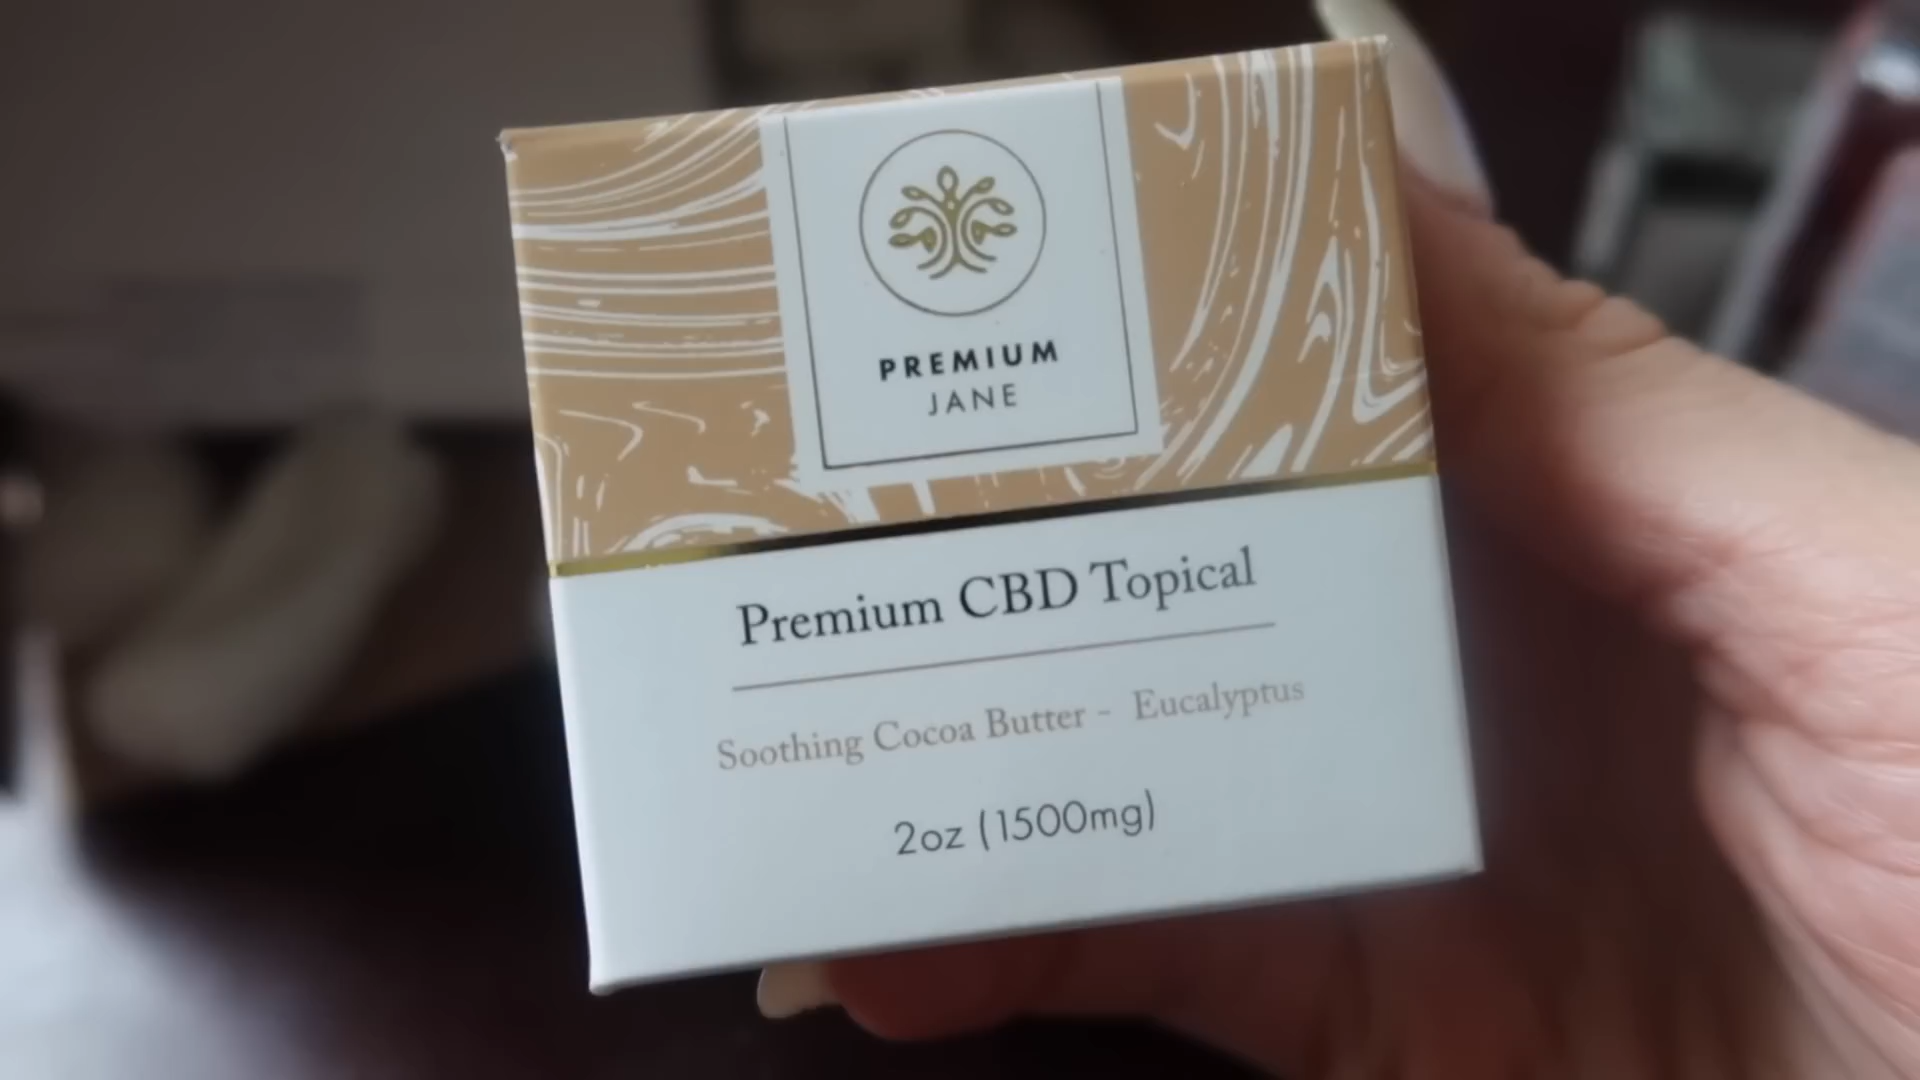 PREMIUM
JANE
Premium CBD Topical
Soothing Cocoa Butter - Eucalyptus
2oz (1500mg)